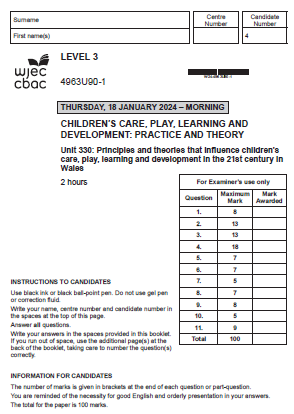 Surname
First name(s)
Centre
Number
Candidate
Number
4
wjec
cbac
LEVEL 3
4963U90-1
THURSDAY, 18 JANUARY 2024 – MORNING
CHILDREN'S CARE, PLAY, LEARNING AND
DEVELOPMENT: PRACTICE AND THEORY
Unit 330: Principles and theories that influence children's
care, play, learning and development in the 21st century in
Wales
2 hours
For Examiner's use only
Question Maximum Mark Mark Awarded
1. 8
2. 13
3. 13
4. 18
5. 7
6. 7
7. 5
8. 7
9. 8
10. 5
11. 9
Total 100
INSTRUCTIONS TO CANDIDATES
Use black ink or black ball-point pen. Do not use gel pen
or correction fluid.
Write your name, centre number and candidate number in
the spaces at the top of this page.
Answer all questions.
Write your answers in the spaces provided in this booklet.
If you run out of space, use the additional page(s) at the
back of the booklet, taking care to number the question(s)
correctly.
INFORMATION FOR CANDIDATES
The number of marks is given in brackets at the end of each question or part-question.
You are reminded of the necessity for good English and orderly presentation in your answers.
The total for the paper is 100 marks.